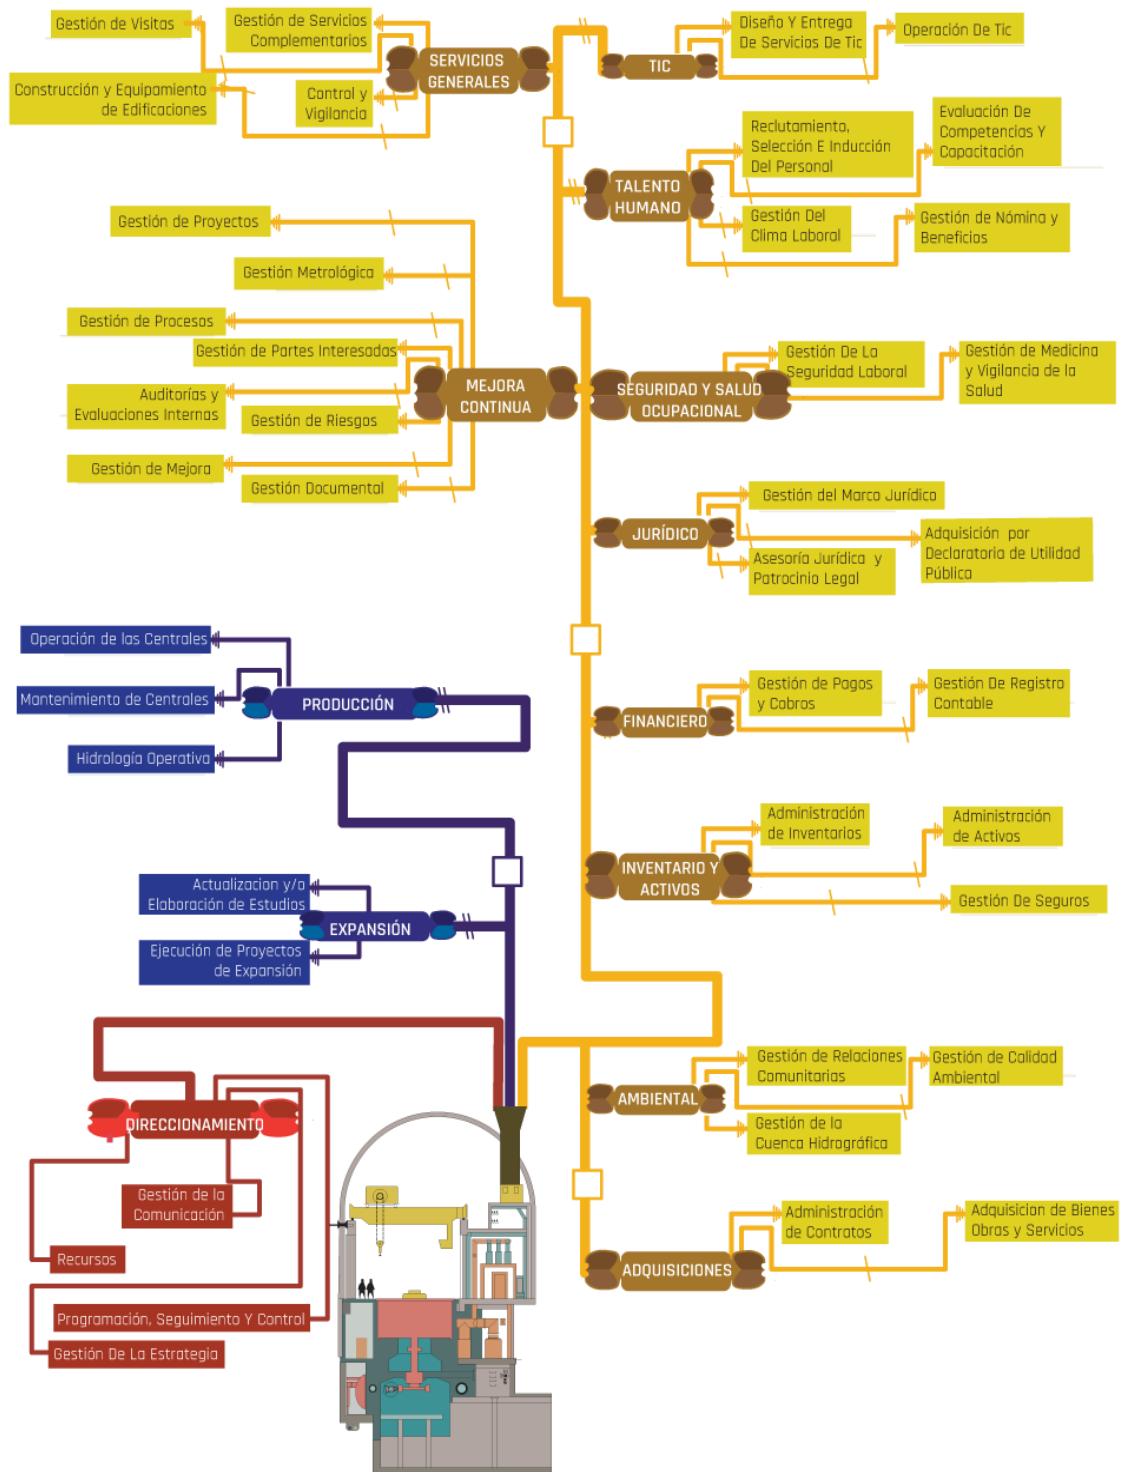 Gestión de Visitas
Gestión de Servicios
Complementarios
Construcción y Equipamiento
de Edificaciones
Control y
Vigilancia
SERVICIOS
GENERALES
TIC
Diseño Y Entrega
De Servicios De Tic
Operación De Tic
TALENTO
HUMANO
Reclutamiento,
Selección E Inducción
Del Personal
Evaluación De
Competencias Y
Capacitación
Gestión Del
Clima Laboral
Gestión de Nómina y
Beneficios
Gestión de Proyectos
Gestión Metrológica
Gestión de Procesos
Gestión de Partes Interesadas
Auditorías y
Evaluaciones Internas
Gestión de Riesgos
Gestión de Mejora
Gestión Documental
MEJORA
CONTINUA
SEGURIDAD Y SALUD
OCUPACIONAL
Gestión De La
Seguridad Laboral
Gestión de Medicina
y Vigilancia de la
Salud
JURÍDICO
Gestión del Marco Jurídico
Adquisición por
Declaratoria de Utilidad
Pública
Asesoría Jurídica y
Patrocinio Legal
Operación de las Centrales
Mantenimiento de Centrales
Hidrología Operativa
PRODUCCIÓN
FINANCIERO
Gestión de Pagos
y Cobros
Gestión De Registro
Contable
INVENTARIO Y
ACTIVOS
Administración
de Inventarios
Administración
de Activos
Gestión De Seguros
Actualizacion y/o
Elaboración de Estudios
EXPANSIÓN
Ejecución de Proyectos
de Expansión
AMBIENTAL
Gestión de Relaciones
Comunitarias
Gestión de Calidad
Ambiental
Gestión de la
Cuenca Hidrográfica
DIRECCIONAMIENTO
Gestión de la
Comunicación
Recursos
Programación, Seguimiento Y Control
Gestión De La Estrategia
ADQUISICIONES
Administración
de Contratos
Adquisician de Bienes
Obras y Servicios